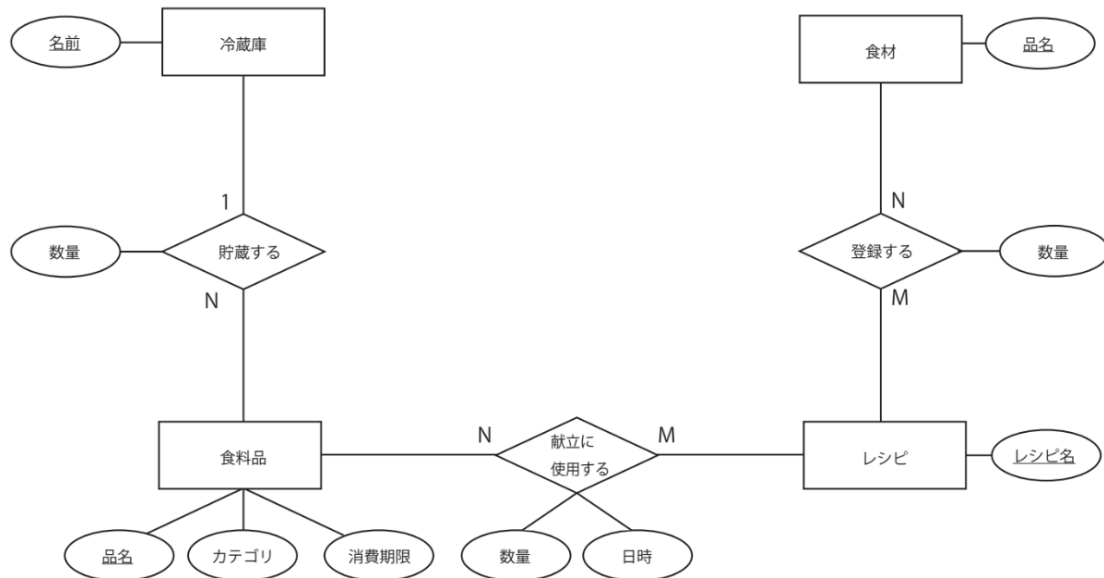 名前
冷蔵庫
食材
品名
1
N
数量
貯蔵する
登録する
数量
N
M
食料品
N
献立に
使用する
M
レシピ
レシピ名
品名
カテゴリ
消費期限
数量
日時